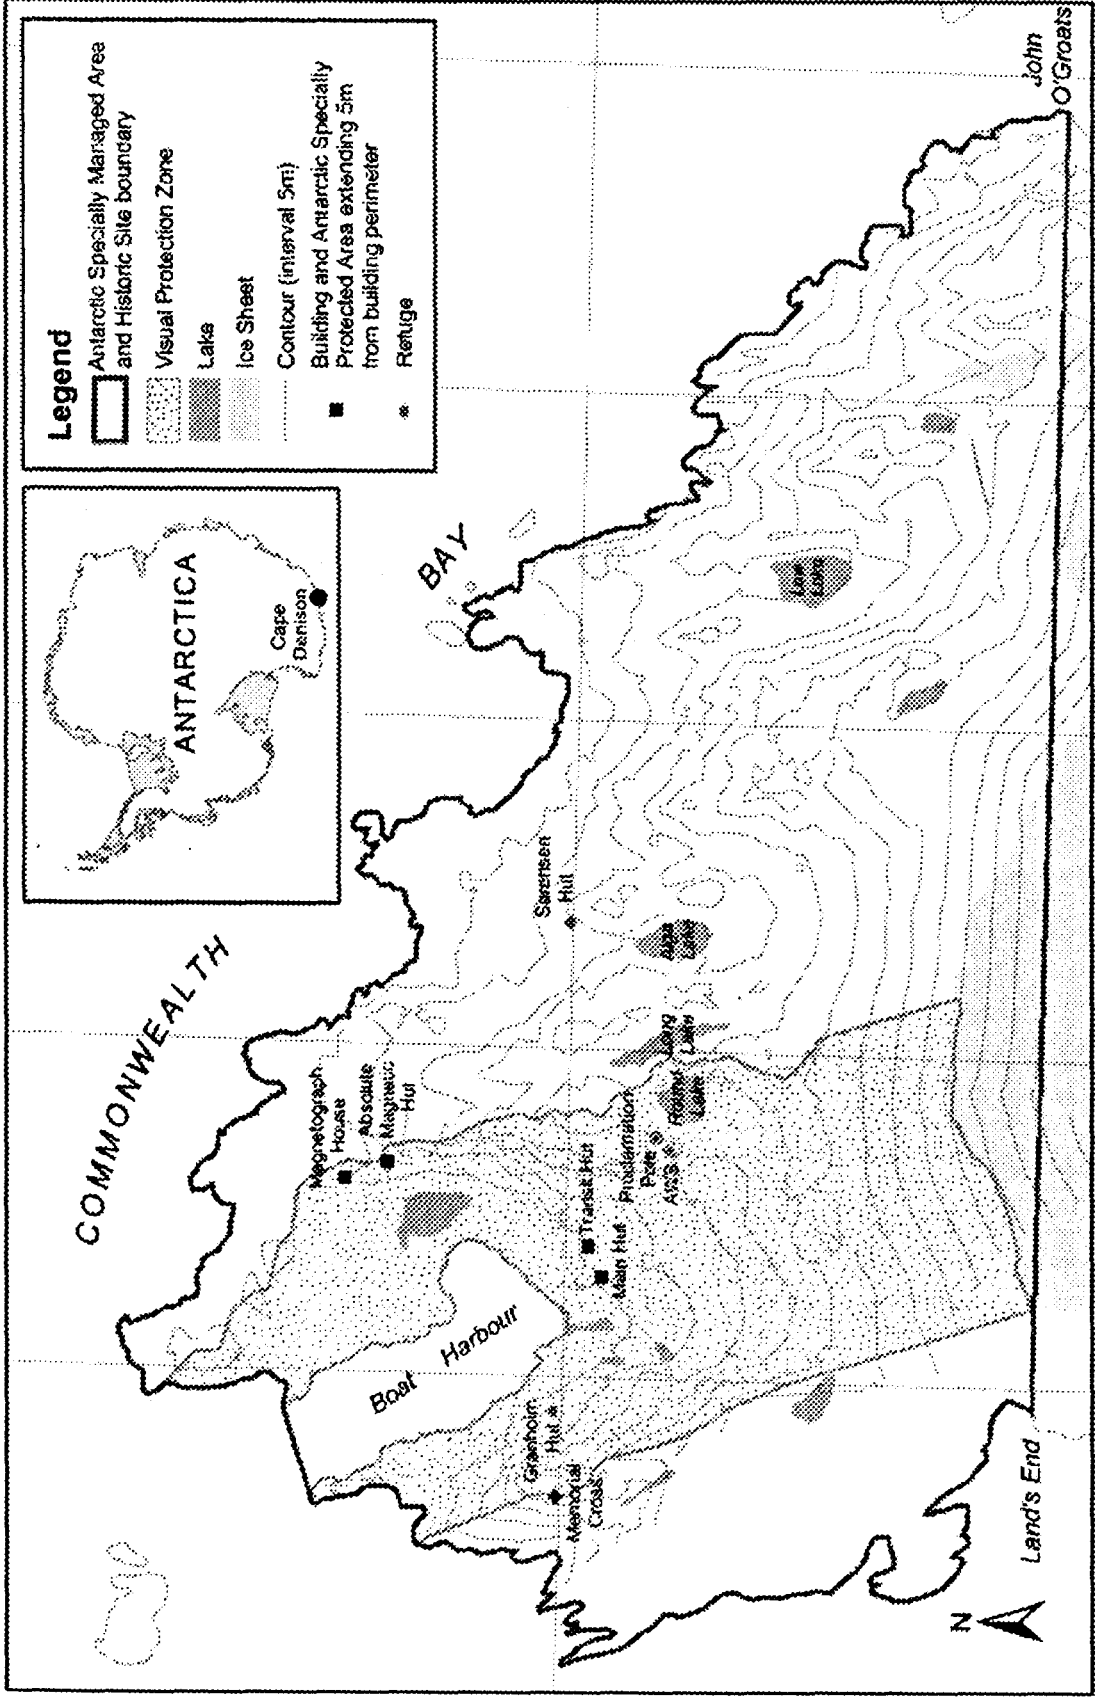 Legend
Antarctic Specially Managed Area
and Historic Site boundary
Visual Protection Zone
Lake
Ice Sheet
Contour (interval 5m)
Building and Antarctic Specially
Protected Area extending 5m
from building perimeter
Refuge
ANTARCTICA
Cape
Denison
COMMONWEALTH
BAY
Magnetograph
House
Absolute
Magnetic
Hut
Sorensen
Hut
Boat
Harbour
Granholm
Hut
Memorial
Cross
Transit Hut
Main Hut
Proclamation
Long
Lake
Round
Lake
Lake
Land's End
John
O'Groats
N